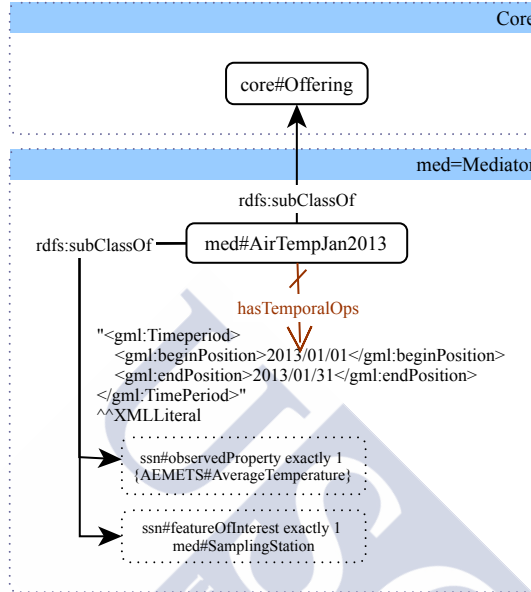 Core
core#Offering
med=Mediator
rdfs:subClassOf
rdfs:subClassOf
med#AirTempJan2013
hasTemporalOps
"<gml:Timeperiod>
<gml:beginPosition>2013/01/01</gml:beginPosition>
<gml:endPosition>2013/01/31</gml:endPosition>
</gml:TimePeriod>"
^^XMLLiteral
ssn#observedProperty exactly 1
{AEMETS#AverageTemperature}
ssn#featureOfInterest exactly 1
med#SamplingStation